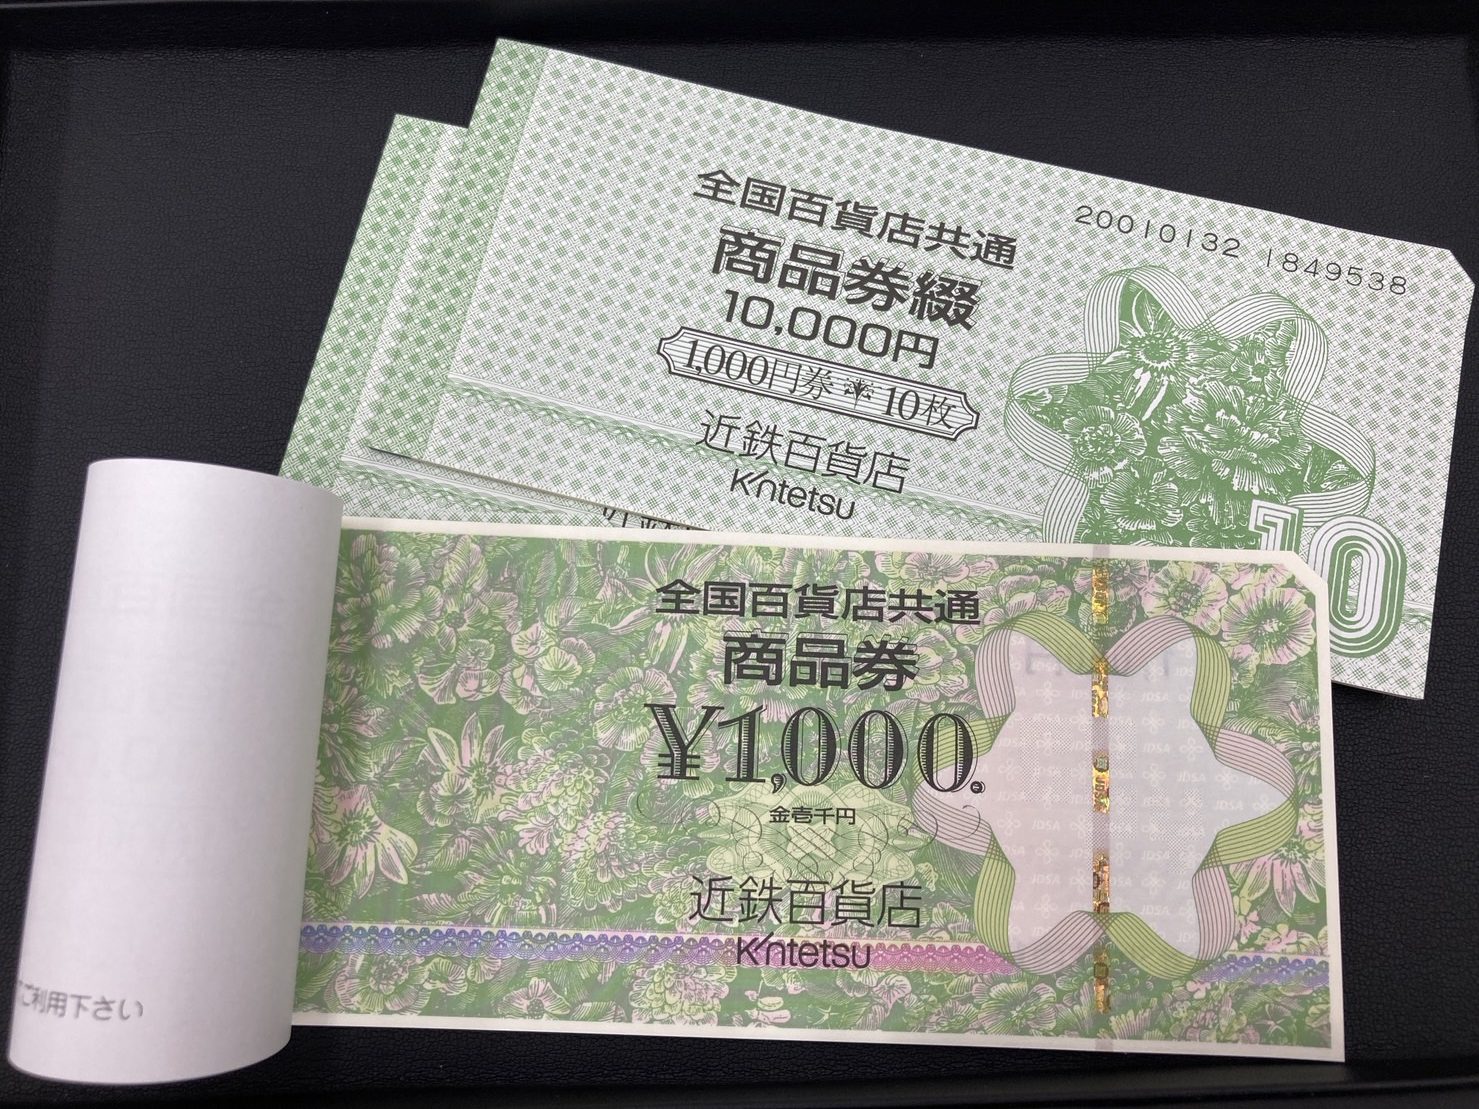 全国百貨店共通
商品券綴
10,000円
1,000円券 10枚
近鉄百貨店
Kintetsu
20010132 1849538
10
全国百貨店共通
商品券
¥1,000.
金壱千円
近鉄百貨店
Kintetsu
JDSA
ご利用下さい